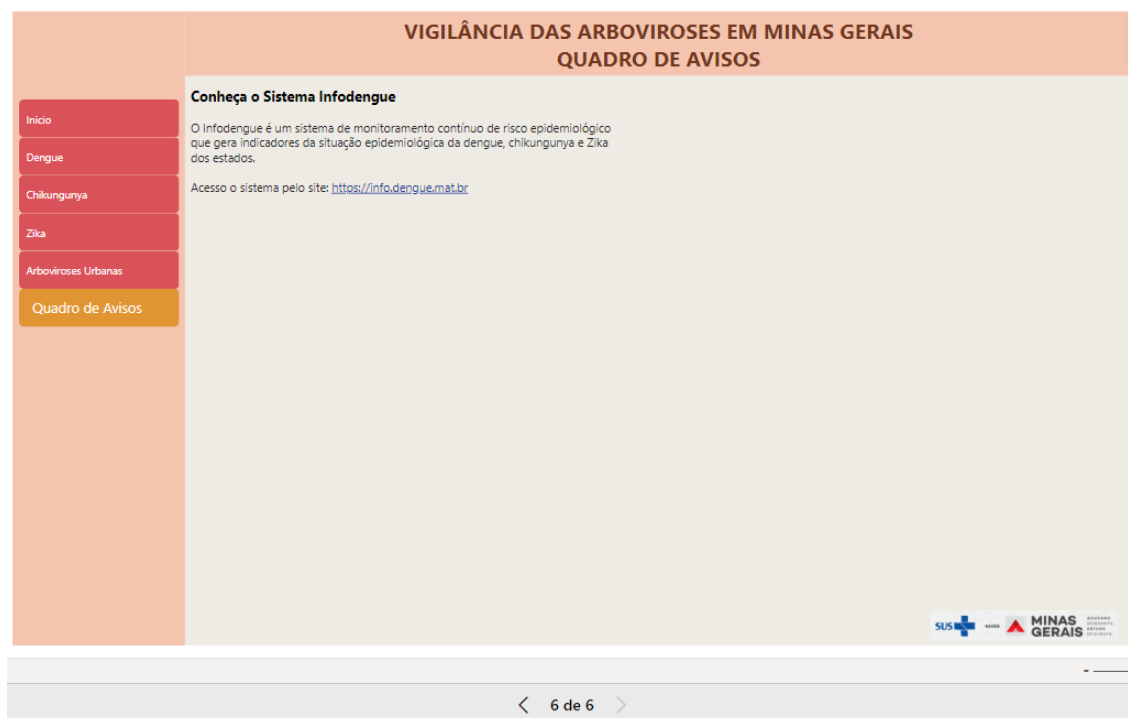 VIGILÂNCIA DAS ARBOVIROSES EM MINAS GERAIS
QUADRO DE AVISOS
Inicio
Dengue
Chikungunya
Zika
Arboviroses Urbanas
Quadro de Avisos
Conheça o Sistema Infodengue
O Infodengue é um sistema de monitoramento contínuo de risco epidemiológico
que gera indicadores da situação epidemiológica da dengue, chikungunya e Zika
dos estados.
Acesso o sistema pelo site: https://info.dengue.mat.br
SUS
MINAS
GERAIS
6 de 6